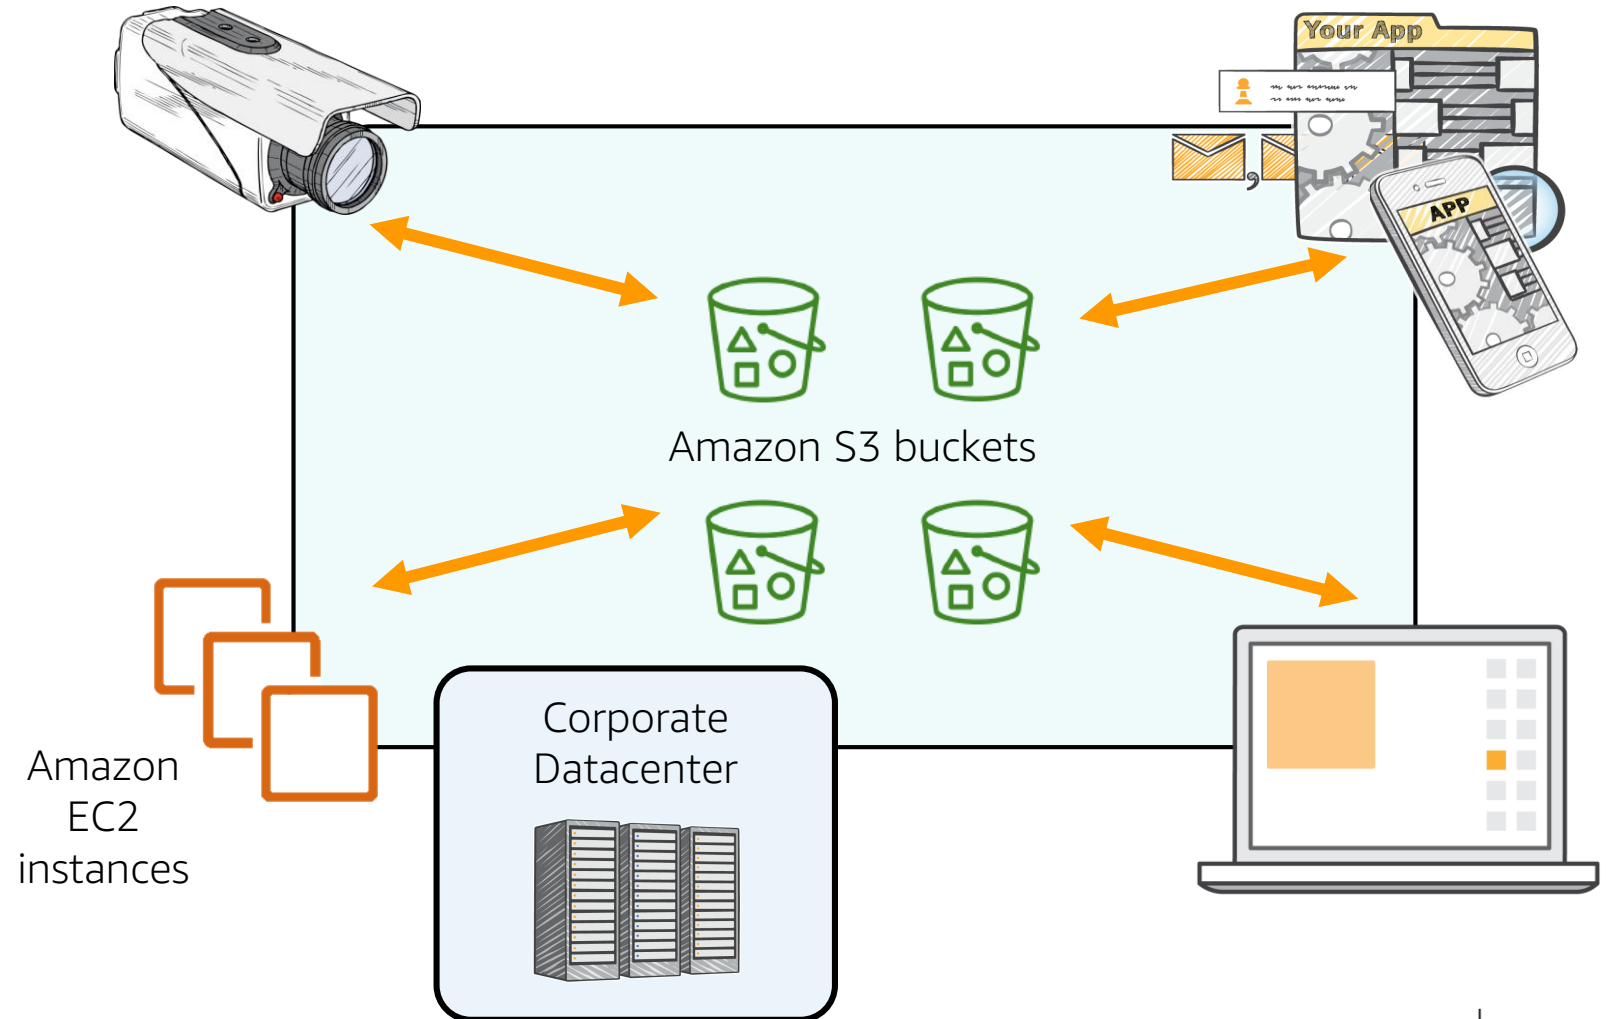 Your App
APP
Amazon S3 buckets
Corporate
Datacenter
Amazon
EC2
instances